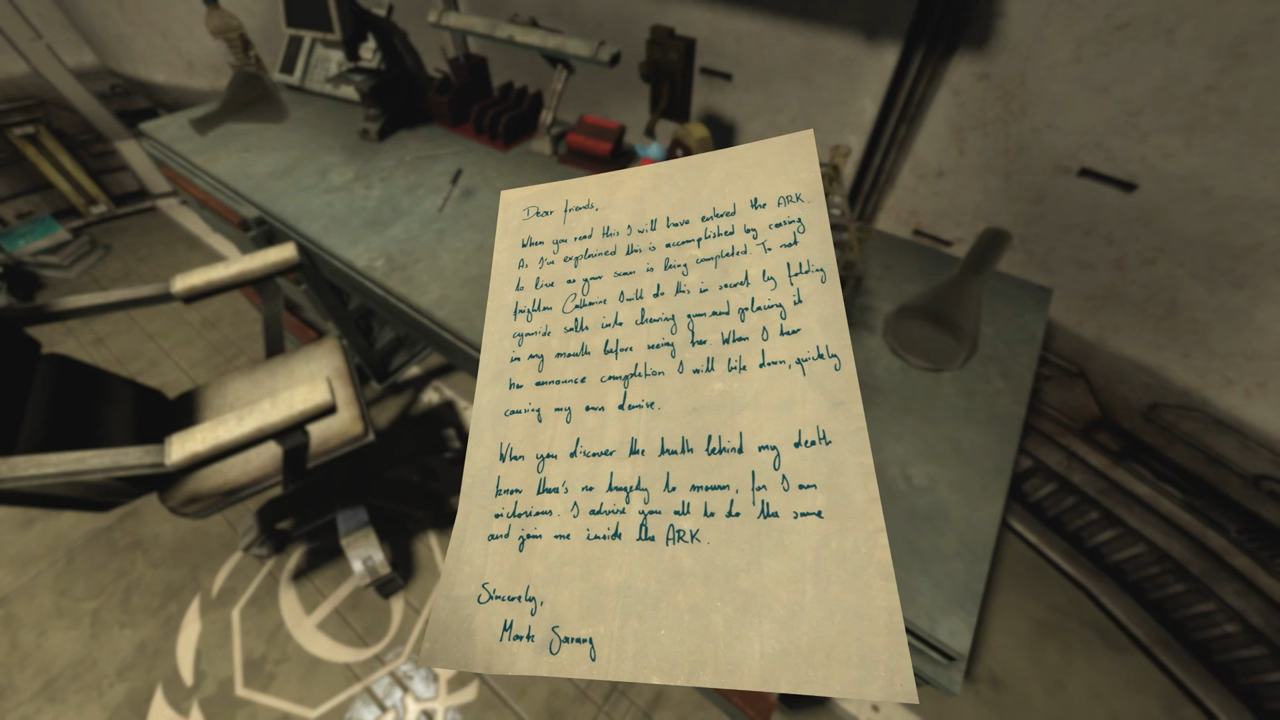 Dear friends,
When you read this I will have entered the ARK.
As I've explained this is accomplished by ceasing
to live as your scan is being completed. To not
frighten Catherine I will do this in secret by folding
cyanide salts into chewing gum and placing it
in my mouth before seeing her. When I hear
her announce completion I will bite down, quickly
causing my own demise.
When you discover the truth behind my death
know there's no tragedy to mourn, for I am
victorious. I advise you all to do the same
and join me inside the ARK.
Sincerely,
Mark Sarang